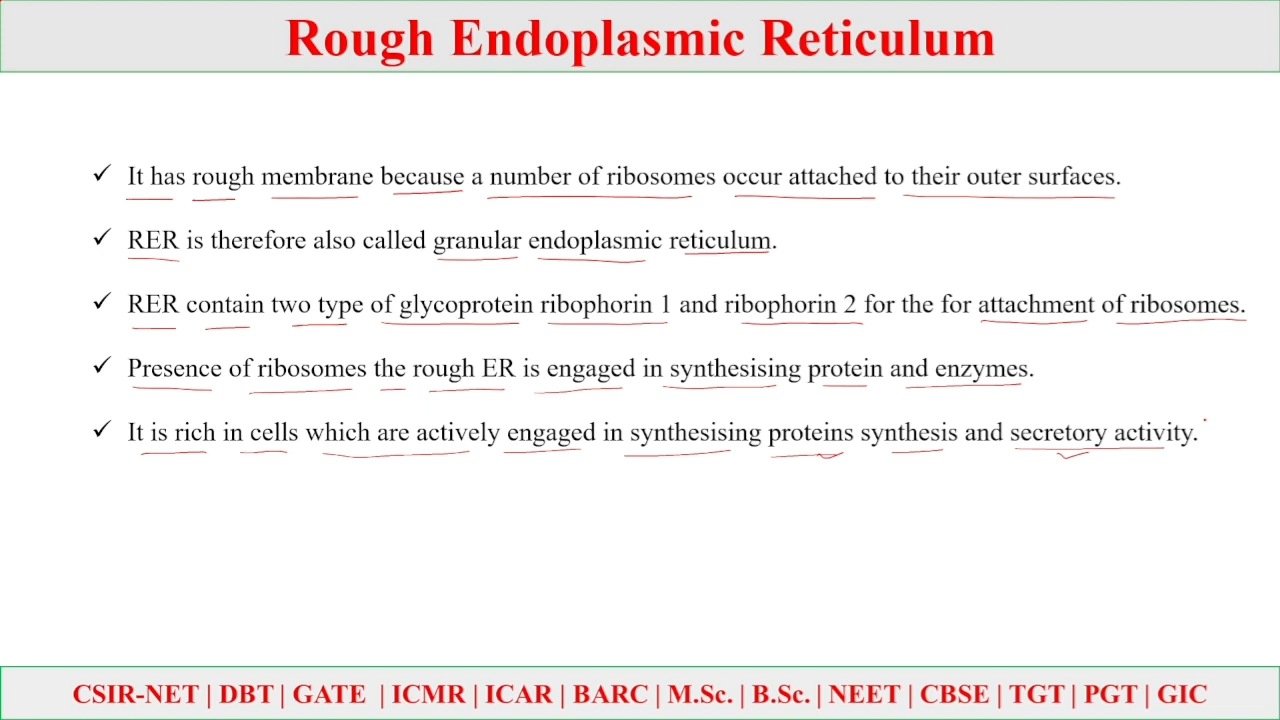 Rough Endoplasmic Reticulum
✓ It has rough membrane because a number of ribosomes occur attached to their outer surfaces.
✓ RER is therefore also called granular endoplasmic reticulum.
✓ RER contain two type of glycoprotein ribophorin 1 and ribophorin 2 for the for attachment of ribosomes.
✓ Presence of ribosomes the rough ER is engaged in synthesising protein and enzymes.
✓ It is rich in cells which are actively engaged in synthesising proteins synthesis and secretory activity.
CSIR-NET | DBT | GATE | ICMR | ICAR | BARC | M.Sc. | B.Sc. | NEET | CBSE | TGT | PGT | GIC